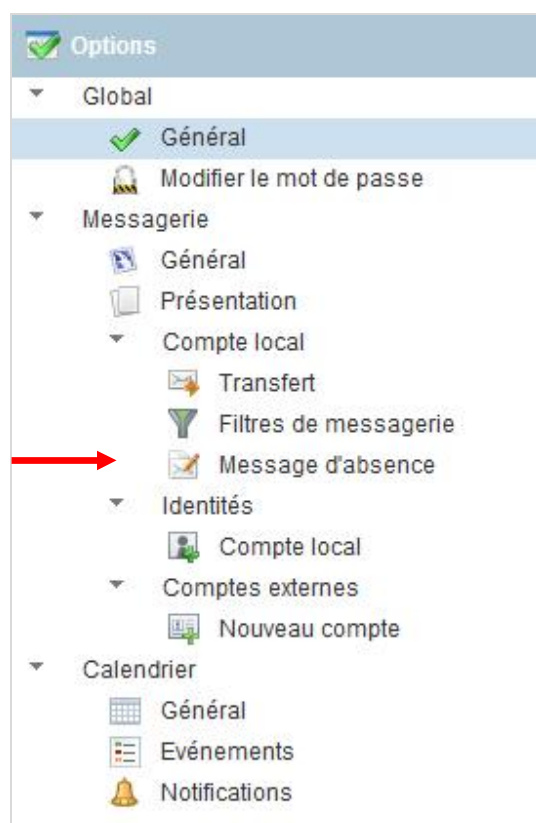 Options
Global
Général
Modifier le mot de passe
Messagerie
Général
Présentation
Compte local
Transfert
Filtres de messagerie
Message d'absence
Identités
Compte local
Comptes externes
Nouveau compte
Calendrier
Général
Evénements
Notifications